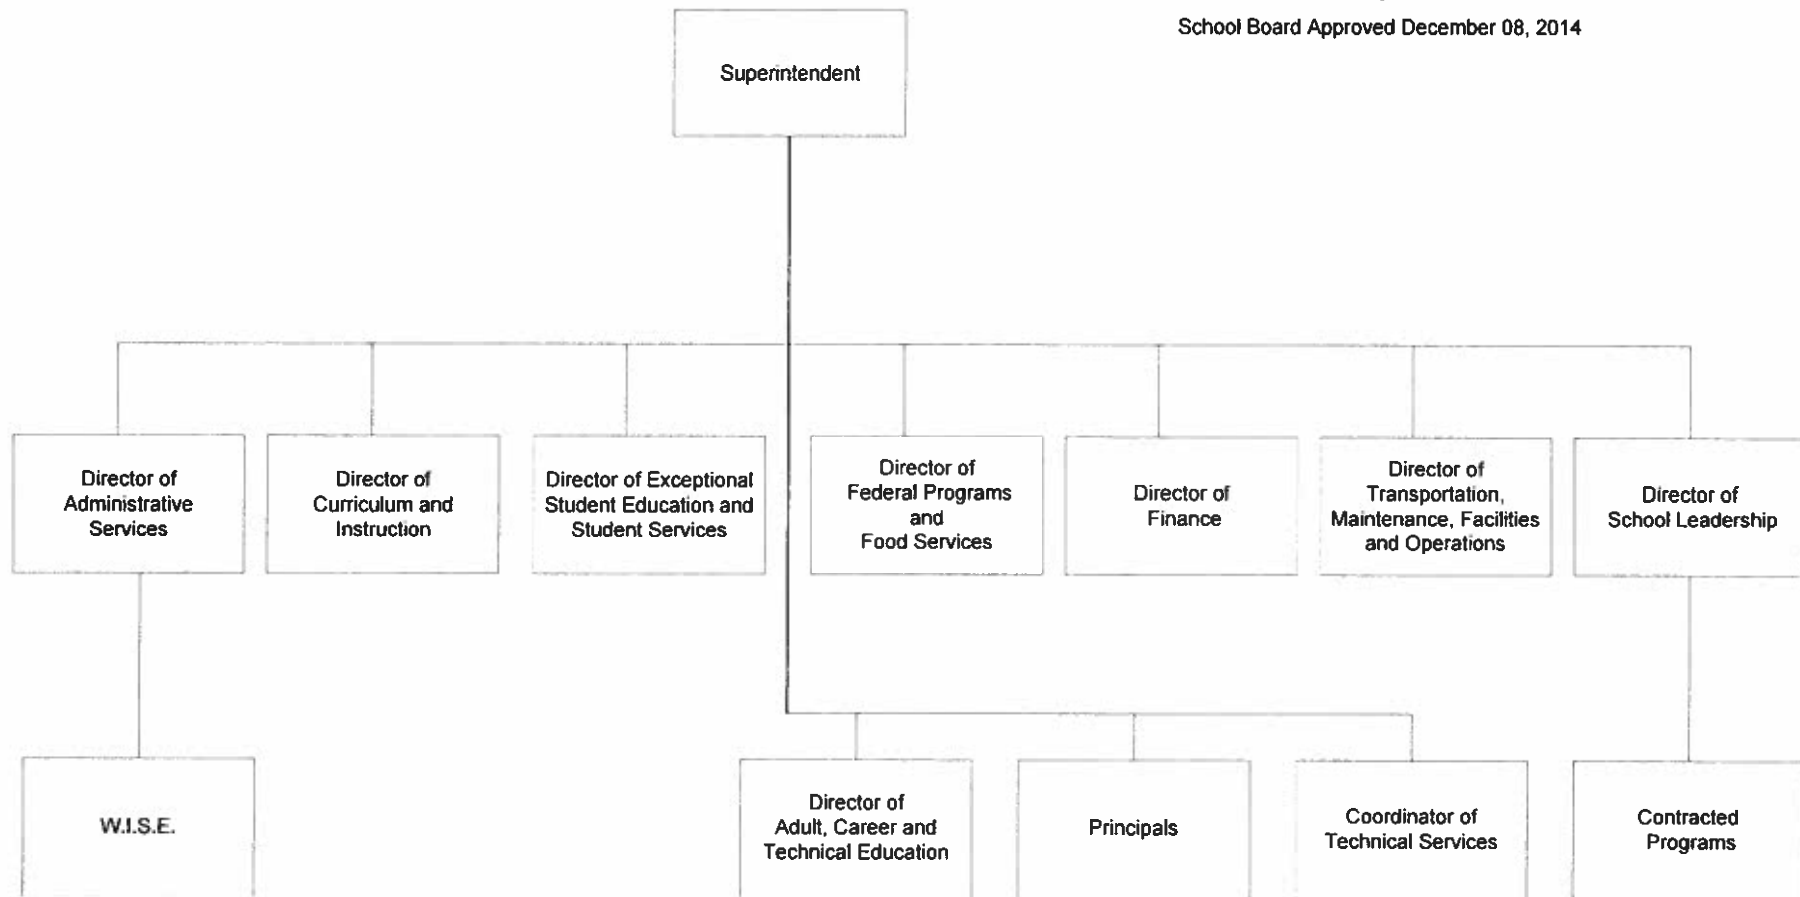 School Board Approved December 08, 2014
Superintendent
Director of
Administrative
Services
Director of
Curriculum and
Instruction
Director of Exceptional
Student Education and
Student Services
Director of
Federal Programs
and
Food Services
Director of
Finance
Director of
Transportation,
Maintenance, Facilities
and Operations
Director of
School Leadership
W.I.S.E.
Director of
Adult, Career and
Technical Education
Principals
Coordinator of
Technical Services
Contracted
Programs